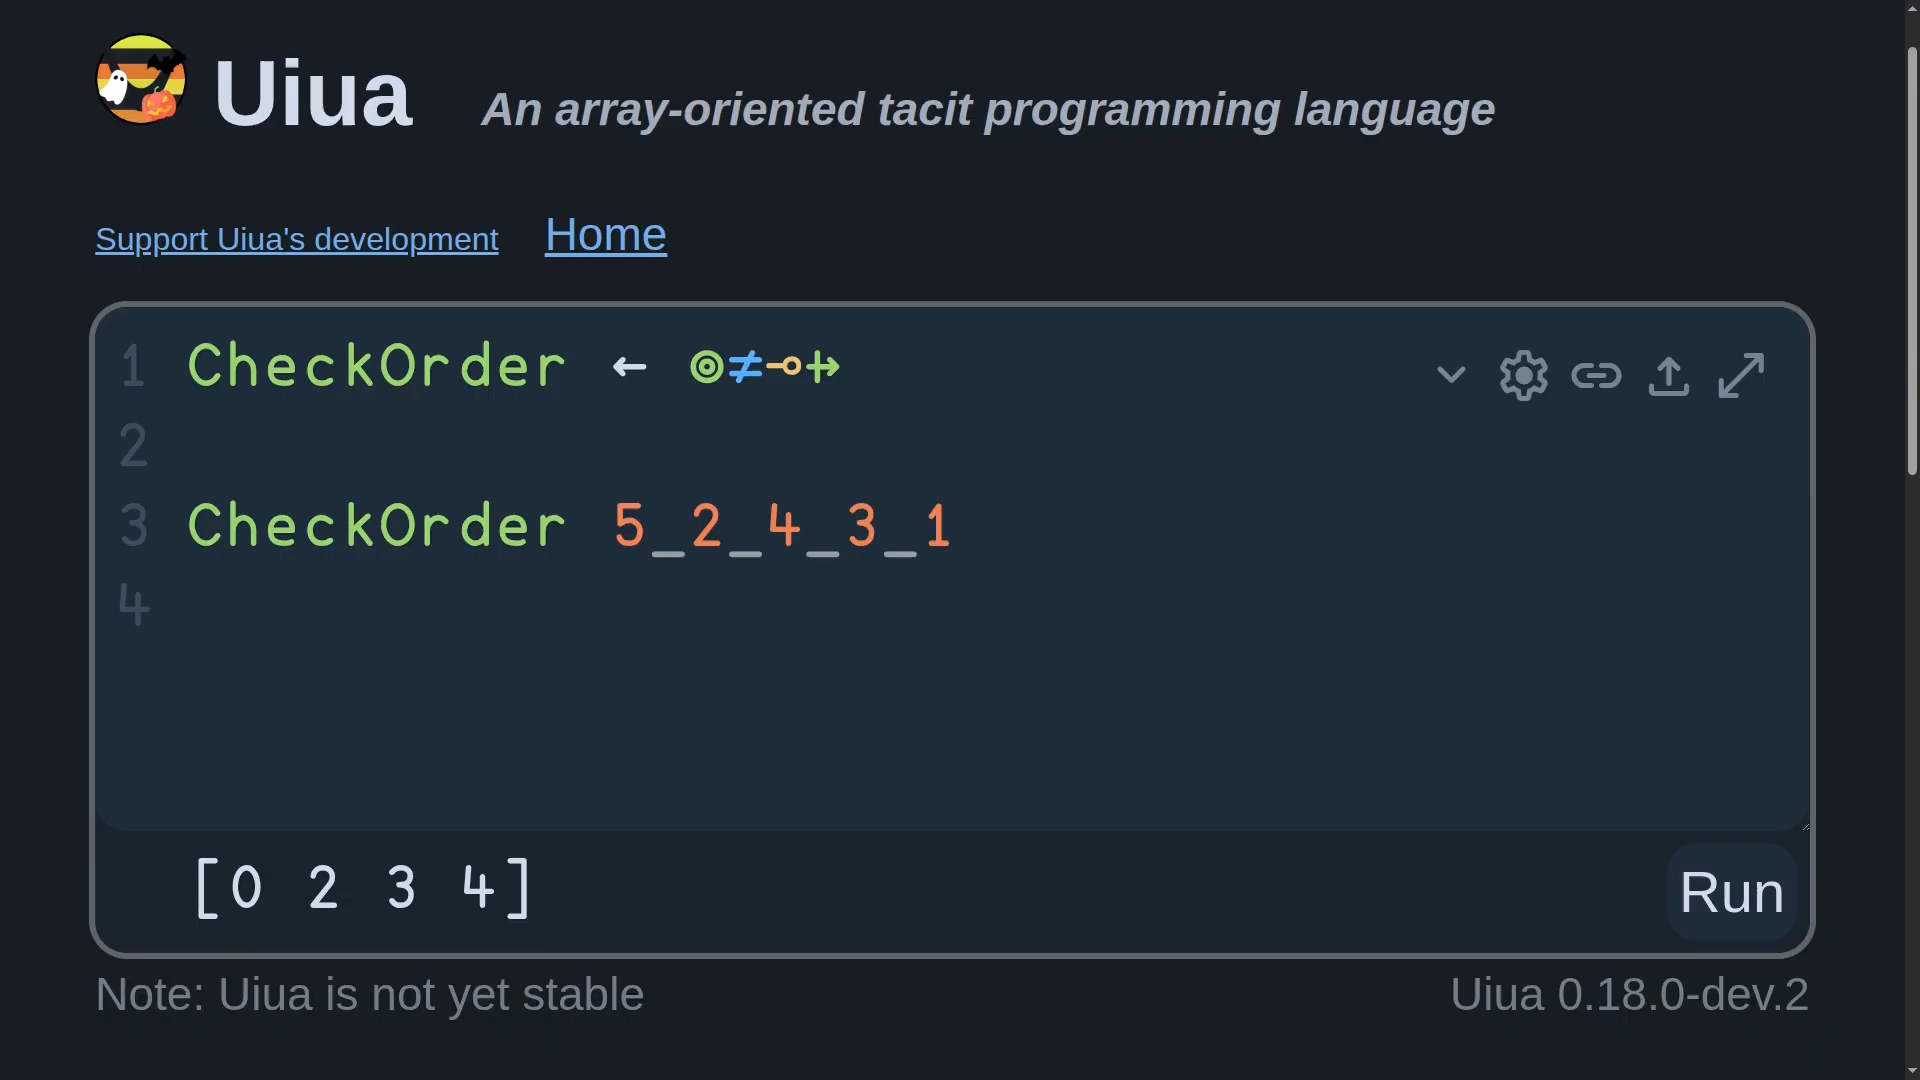 Uiua An array-oriented tacit programming language
Support Uiua's development Home
1 CheckOrder ← ⊚≠⊸⍆
2
3 CheckOrder 5_2_4_3_1
4
[0 2 3 4]
Run
Note: Uiua is not yet stable Uiua 0.18.0-dev.2